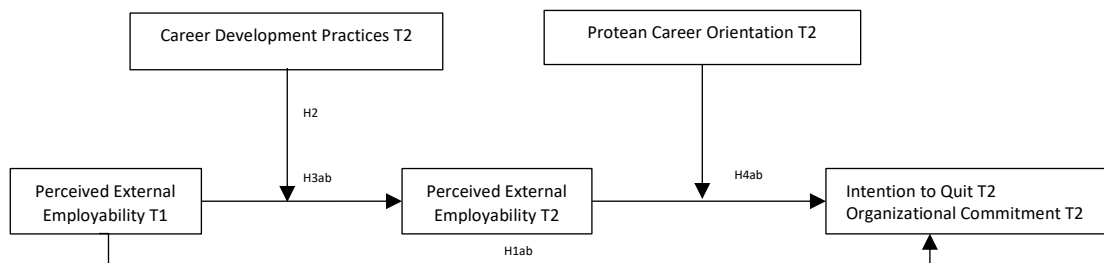 Career Development Practices T2
Protean Career Orientation T2
H2
H3ab
H4ab
Perceived External
Employability T1
Perceived External
Employability T2
Intention to Quit T2
Organizational Commitment T2
H1ab